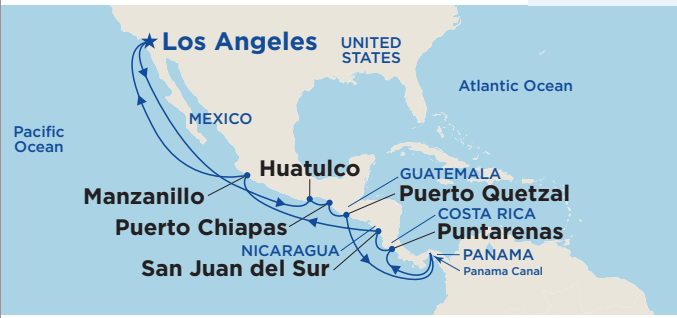 Los Angeles
UNITED
STATES
Atlantic Ocean
MEXICO
Pacific
Ocean
Huatulco
GUATEMALA
Manzanillo
Puerto Quetzal
COSTA RICA
Puerto Chiapas
Puntarenas
NICARAGUA
PANAMA
San Juan del Sur
Panama Canal